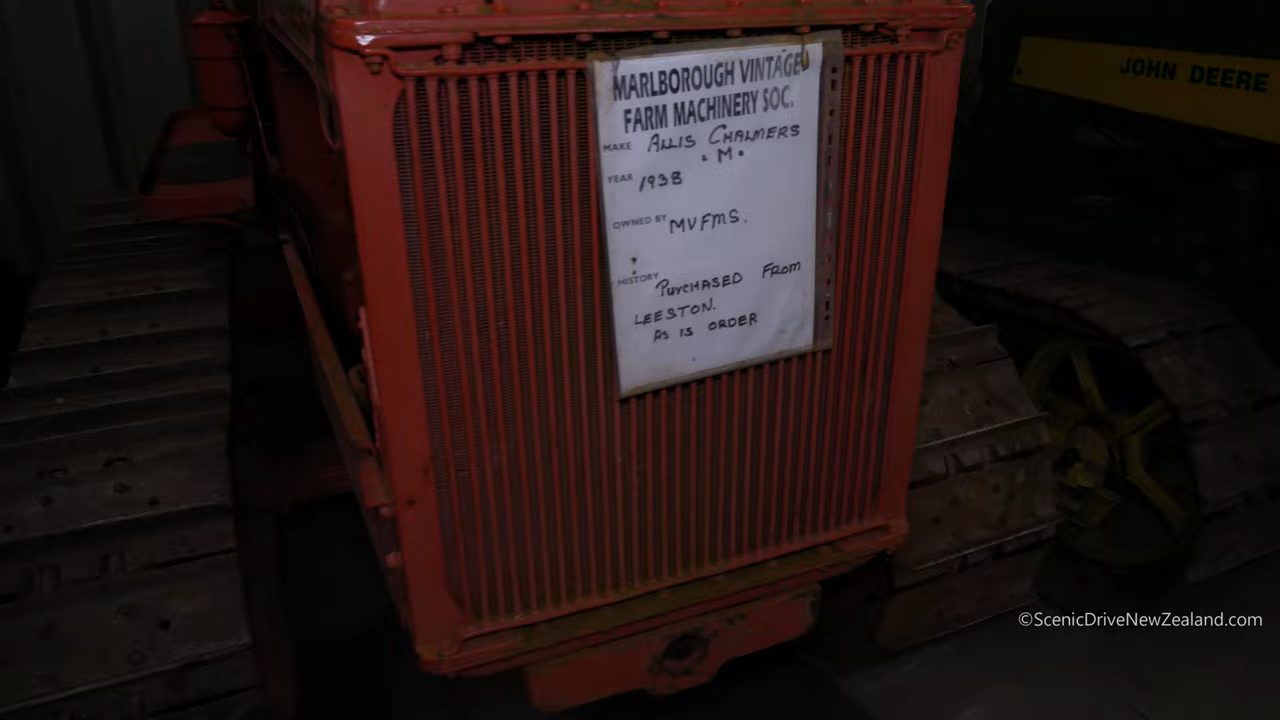 MARLBOROUGH VINTAGE
FARM MACHINERY SOC.
MAKE ALLIS CHALMERS
"M"
YEAR 1938
OWNED BY MVFMS.
HISTORY PURCHASED FROM
LEESTON.
AS IS ORDER
JOHN DEERE
©ScenicDriveNewZealand.com